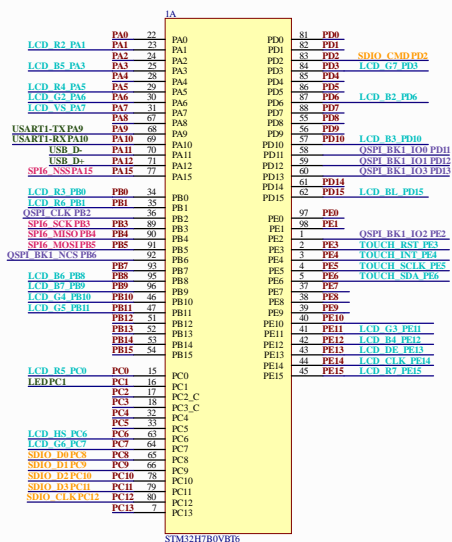 1A
PA0 22 PA0 PD0 81 PD0
LCD_R2_PA1 PA1 23 PA1 PD1 82 PD1
PA2 24 PA2 PD2 83 PD2 SDIO_CMD PD2
LCD_B5_PA3 PA3 25 PA3 PD3 84 PD3 LCD_G7_PD3
PA4 28 PA4 PD4 85 PD4
LCD_R4_PA5 PA5 29 PA5 PD5 86 PD5
LCD_G2_PA6 PA6 30 PA6 PD6 87 PD6 LCD_B2_PD6
LCD_VS_PA7 PA7 31 PA7 PD7 88 PD7
PA8 67 PA8 PD8 55 PD8
USART1-TX PA9 PA9 68 PA9 PD9 56 PD9
USART1-RX PA10 PA10 69 PA10 PD10 57 PD10 LCD_B3_PD10
USB_D- PA11 70 PA11 PD11 58 QSPI_BK1_IO0 PD11
USB_D+ PA12 71 PA12 PD12 59 QSPI_BK1_IO1 PD12
SPI6_NSS PA15 77 PA15 PD13 60 QSPI_BK1_IO3 PD13
PD14 61 PD14
LCD_R3_PB0 PB0 34 PB0 PD15 62 PD15 LCD_BL_PD15
LCD_R6_PB1 PB1 35 PB1
QSPI_CLK PB2 36 PB2 PE0 97 PE0
SPI6_SCK PB3 PB3 89 PB3 PE1 98 PE1
SPI6_MISO PB4 PB4 90 PB4 PE2 1 QSPI_BK1_IO2 PE2
SPI6_MOSI PB5 PB5 91 PB5 PE3 2 PE3 TOUCH_RST_PE3
QSPI_BK1_NCS PB6 92 PB6 PE4 3 PE4 TOUCH_INT_PE4
PB7 93 PB7 PE5 4 PE5 TOUCH_SCLK_PE5
LCD_B6_PB8 PB8 95 PB8 PE6 5 PE6 TOUCH_SDA_PE6
LCD_B7_PB9 PB9 96 PB9 PE7 37 PE7
LCD_G4_PB10 PB10 46 PB10 PE8 38 PE8
LCD_G5_PB11 PB11 47 PB11 PE9 39 PE9
PB12 51 PB12 PE10 40 PE10
PB13 52 PB13 PE11 41 PE11 LCD_G3_PE11
PB14 53 PB14 PE12 42 PE12 LCD_B4_PE12
PB15 54 PB15 PE13 43 PE13 LCD_DE_PE13
PE14 44 PE14 LCD_CLK_PE14
LCD_R5_PC0 PC0 15 PC0 PE15 45 PE15 LCD_R7_PE15
LED PC1 PC1 16 PC1
PC2 17 PC2_C
PC3 18 PC3_C
PC4 32 PC4
PC5 33 PC5
LCD_HS_PC6 PC6 63 PC6
LCD_G6_PC7 PC7 64 PC7
SDIO_D0 PC8 PC8 65 PC8
SDIO_D1 PC9 PC9 66 PC9
SDIO_D2 PC10 PC10 78 PC10
SDIO_D3 PC11 PC11 79 PC11
SDIO_CLK PC12 PC12 80 PC12
PC13 7 PC13
STM32H7B0VBT6